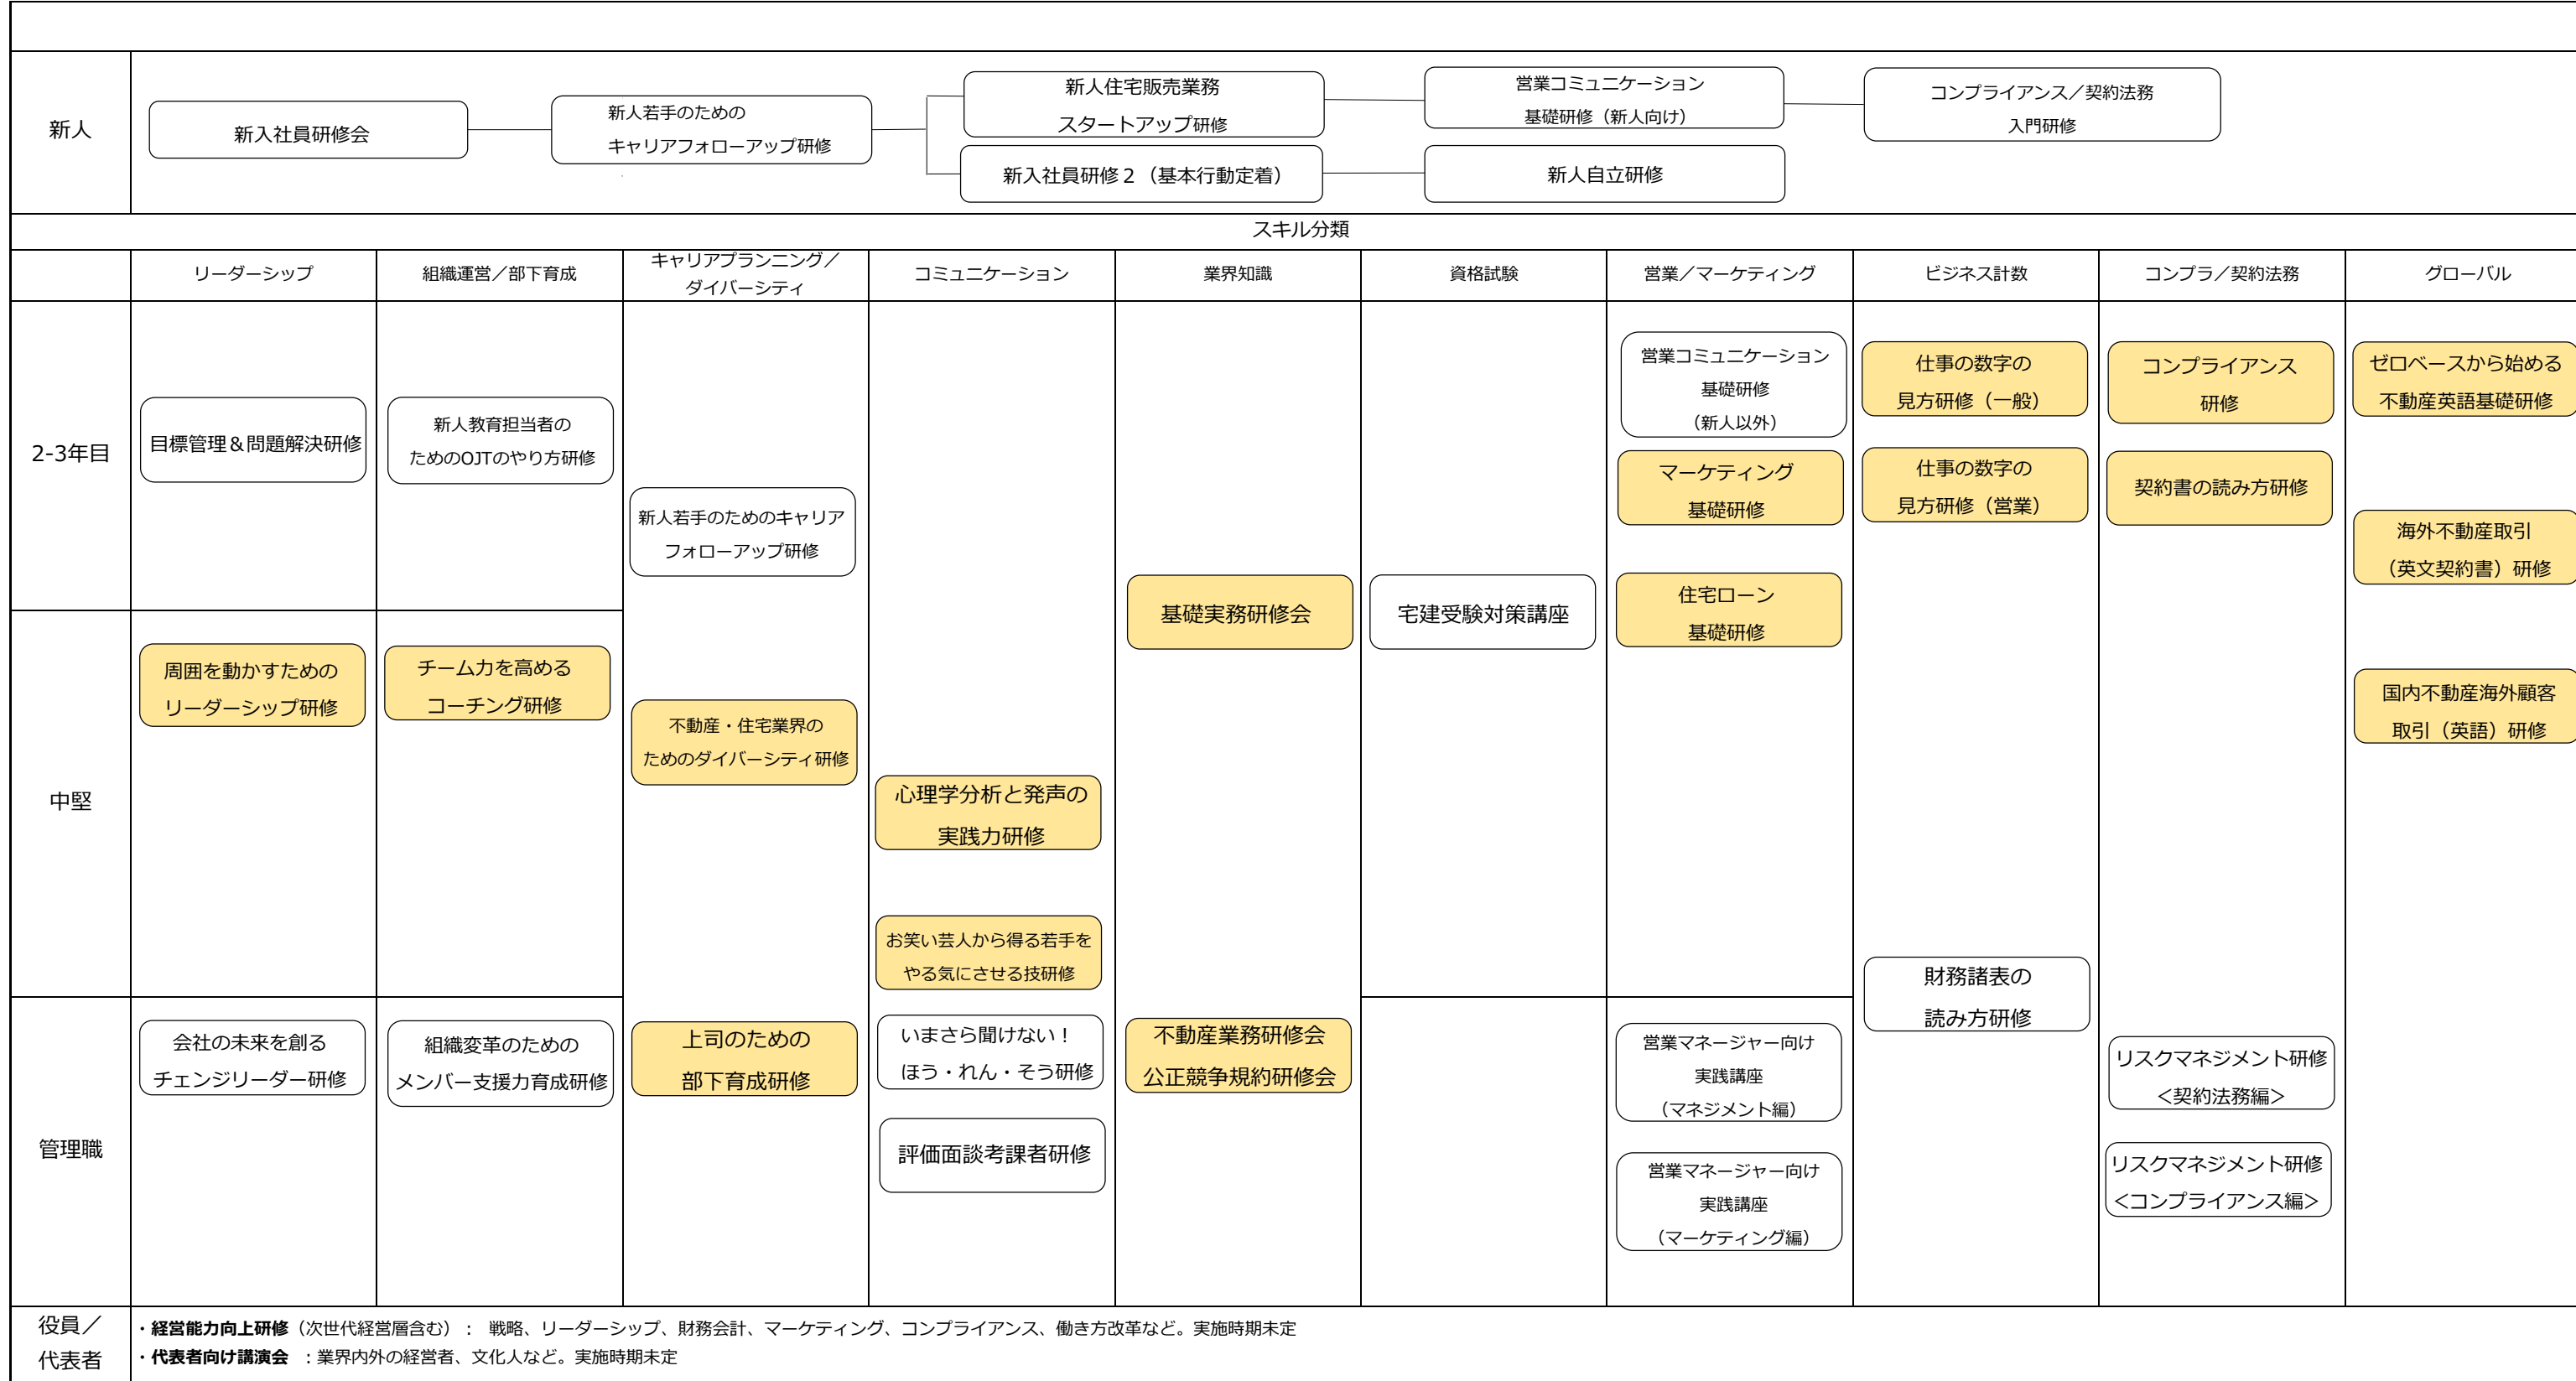 新人
新入社員研修会
新人若手のための
キャリアフォローアップ研修
新人住宅販売業務
スタートアップ研修
営業コミュニケーション
基礎研修（新人向け）
コンプライアンス／契約法務
入門研修
新入社員研修２（基本行動定着）
新人自立研修
スキル分類
リーダーシップ
組織運営／部下育成
キャリアプランニング／
ダイバーシティ
コミュニケーション
業界知識
資格試験
営業／マーケティング
ビジネス計数
コンプラ／契約法務
グローバル
2-3年目
目標管理＆問題解決研修
新人教育担当者の
ためのOJTのやり方研修
新人若手のためのキャリア
フォローアップ研修
営業コミュニケーション
基礎研修
（新人以外）
マーケティング
基礎研修
住宅ローン
基礎研修
仕事の数字の
見方研修（一般）
仕事の数字の
見方研修（営業）
コンプライアンス
研修
契約書の読み方研修
ゼロベースから始める
不動産英語基礎研修
海外不動産取引
（英文契約書）研修
基礎実務研修会
宅建受験対策講座
中堅
周囲を動かすための
リーダーシップ研修
チーム力を高める
コーチング研修
不動産・住宅業界の
ためのダイバーシティ研修
心理学分析と発声の
実践力研修
お笑い芸人から得る若手を
やる気にさせる技研修
国内不動産海外顧客
取引（英語）研修
財務諸表の
読み方研修
管理職
会社の未来を創る
チェンジリーダー研修
組織変革のための
メンバー支援力育成研修
上司のための
部下育成研修
いまさら聞けない！
ほう・れん・そう研修
評価面談考課者研修
不動産業務研修会
公正競争規約研修会
営業マネージャー向け
実践講座
（マネジメント編）
営業マネージャー向け
実践講座
（マーケティング編）
リスクマネジメント研修
<契約法務編>
リスクマネジメント研修
<コンプライアンス編>
役員／
代表者
・経営能力向上研修（次世代経営層含む）： 戦略、リーダーシップ、財務会計、マーケティング、コンプライアンス、働き方改革など。実施時期未定
・代表者向け講演会 ：業界内外の経営者、文化人など。実施時期未定